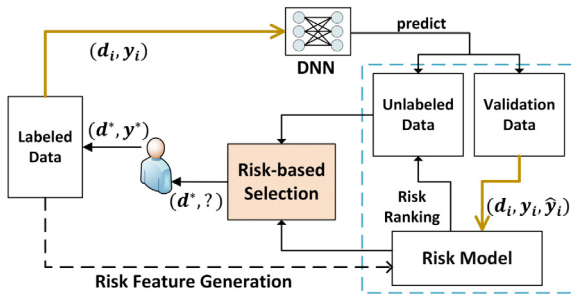 predict
(d_i, y_i)
DNN
Labeled
Data
(d*, y*)
(d*, ?)
Risk-based
Selection
Unlabeled
Data
Validation
Data
Risk
Ranking
(d_i, y_i, ŷ_i)
Risk Model
Risk Feature Generation